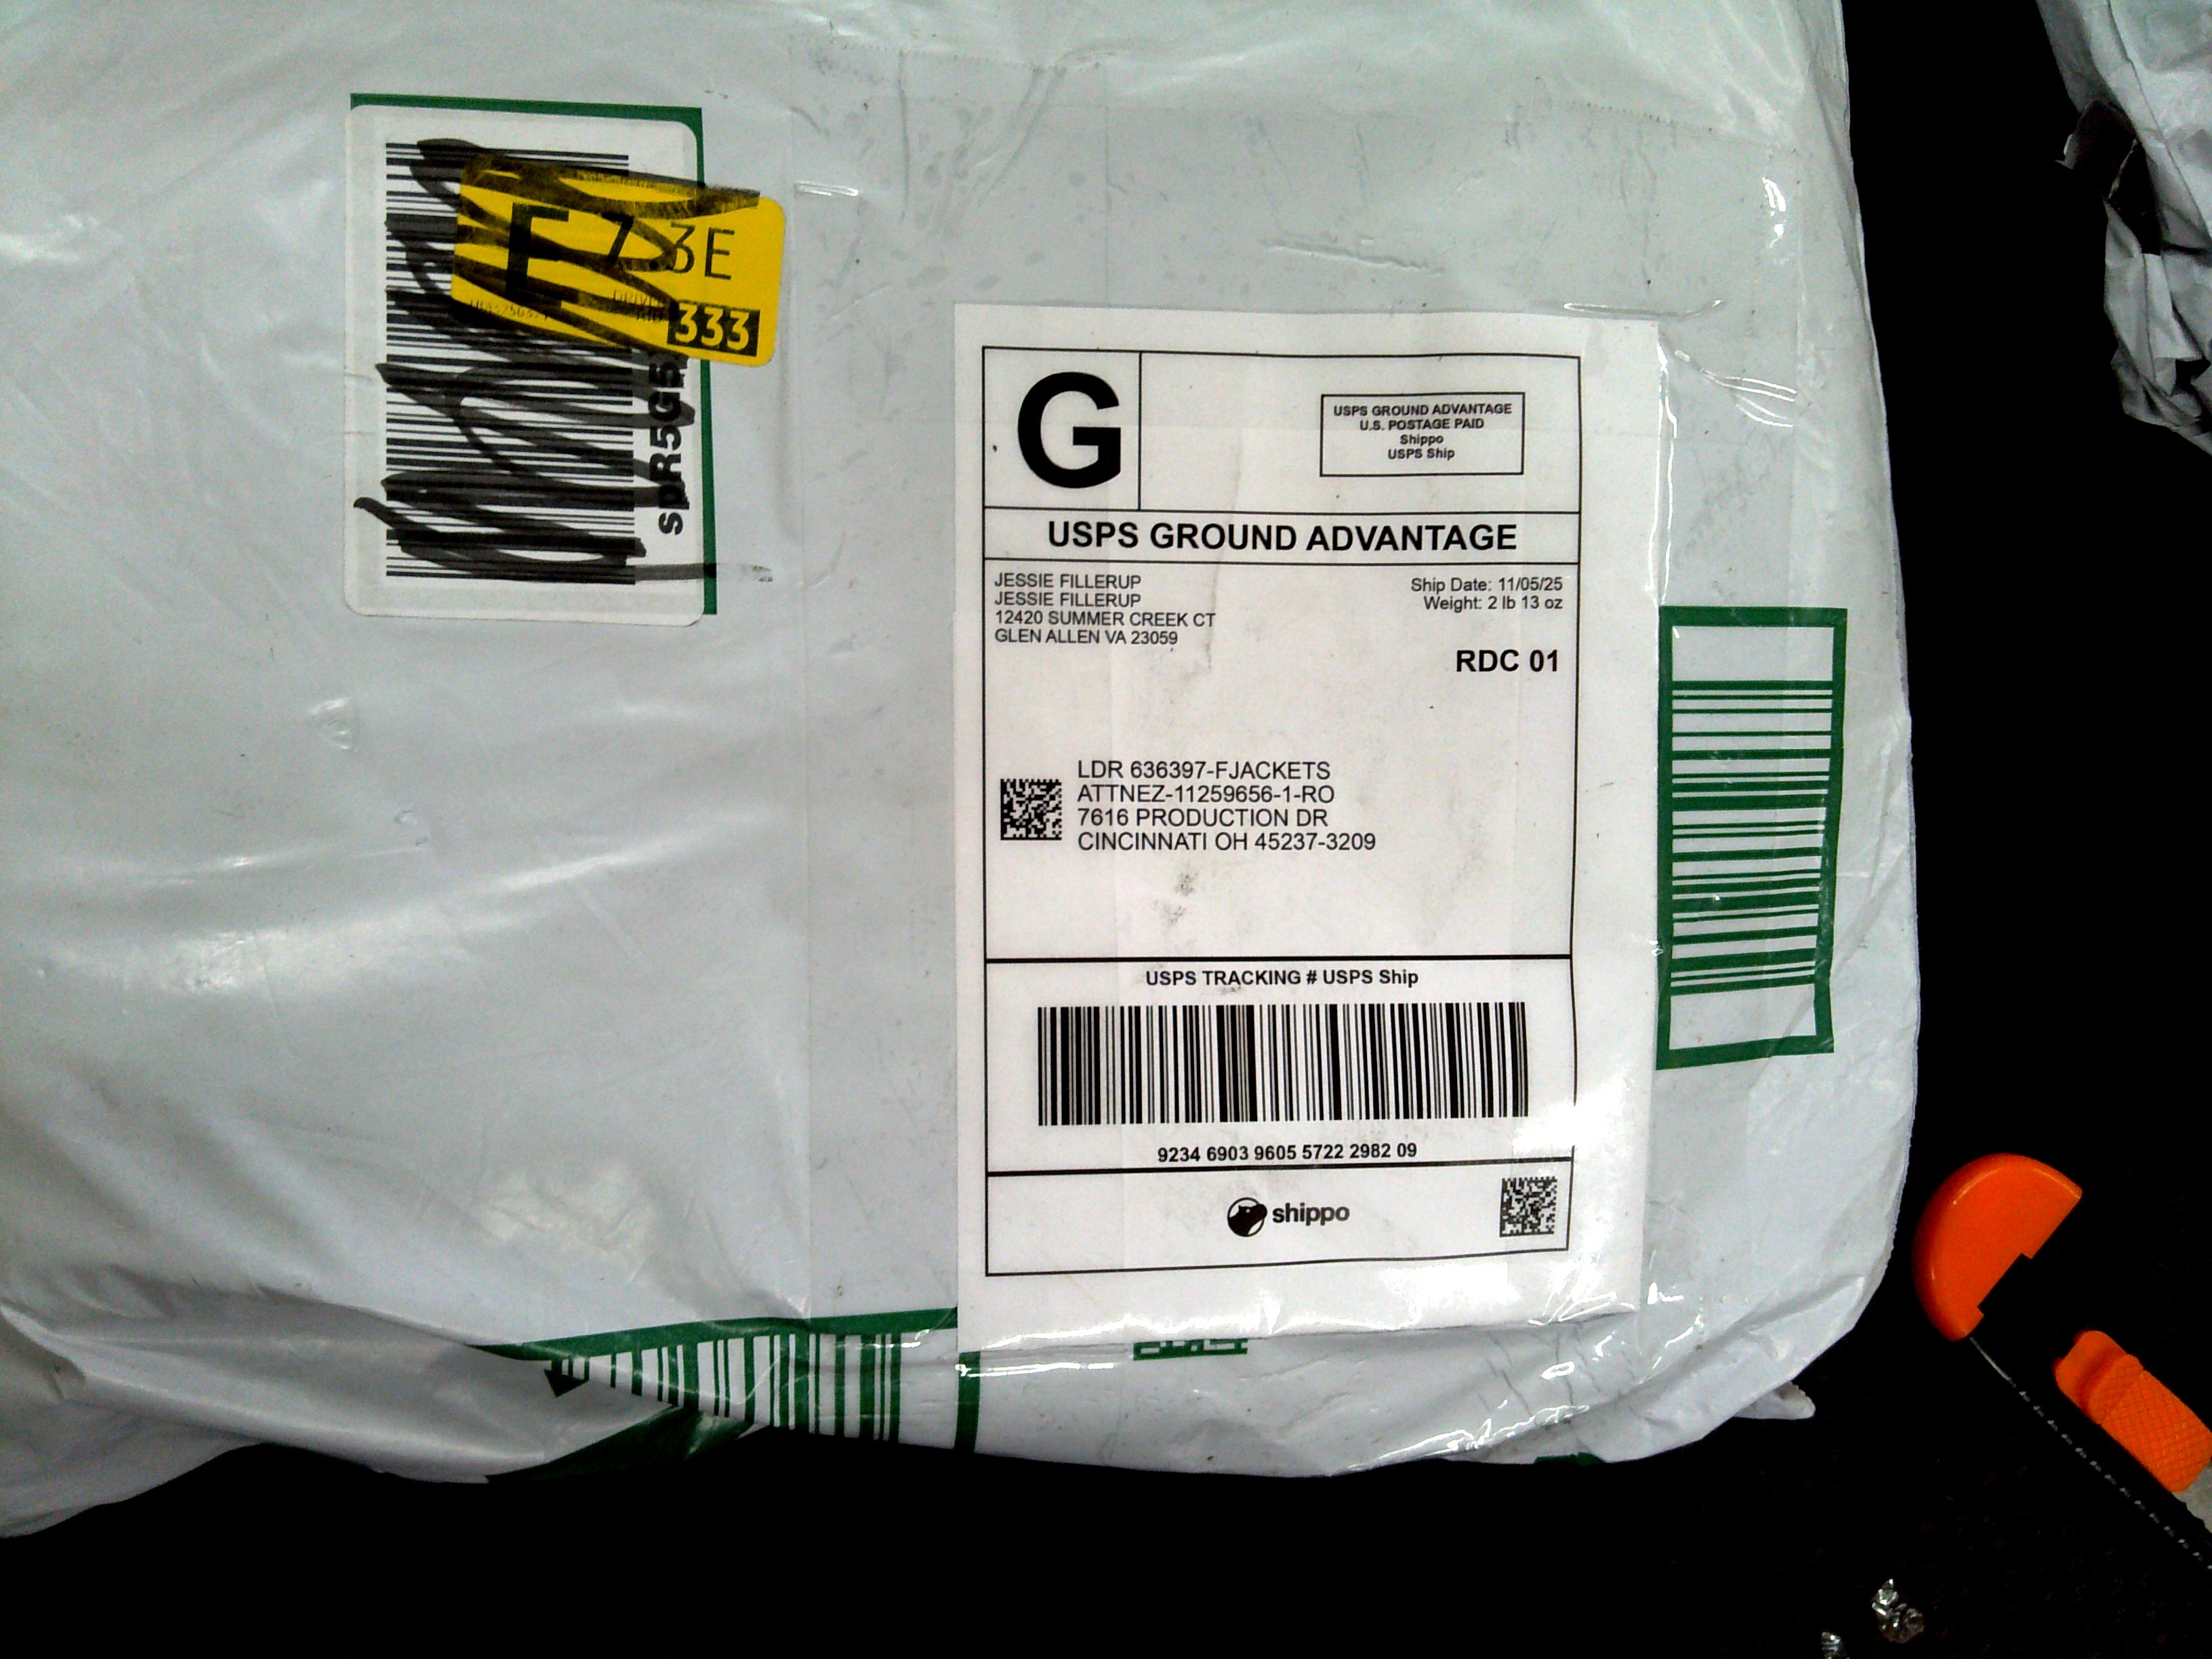 3E
333
spR5G5
G
USPS GROUND ADVANTAGE
U.S. POSTAGE PAID
Shippo
USPS Ship
USPS GROUND ADVANTAGE
JESSIE FILLERUP
JESSIE FILLERUP
12420 SUMMER CREEK CT
GLEN ALLEN VA 23059
Ship Date: 11/05/25
Weight: 2 lb 13 oz
RDC 01
LDR 636397-FJACKETS
ATTNEZ-11259656-1-RO
7616 PRODUCTION DR
CINCINNATI OH 45237-3209
USPS TRACKING # USPS Ship
9234 6903 9605 5722 2982 09
shippo